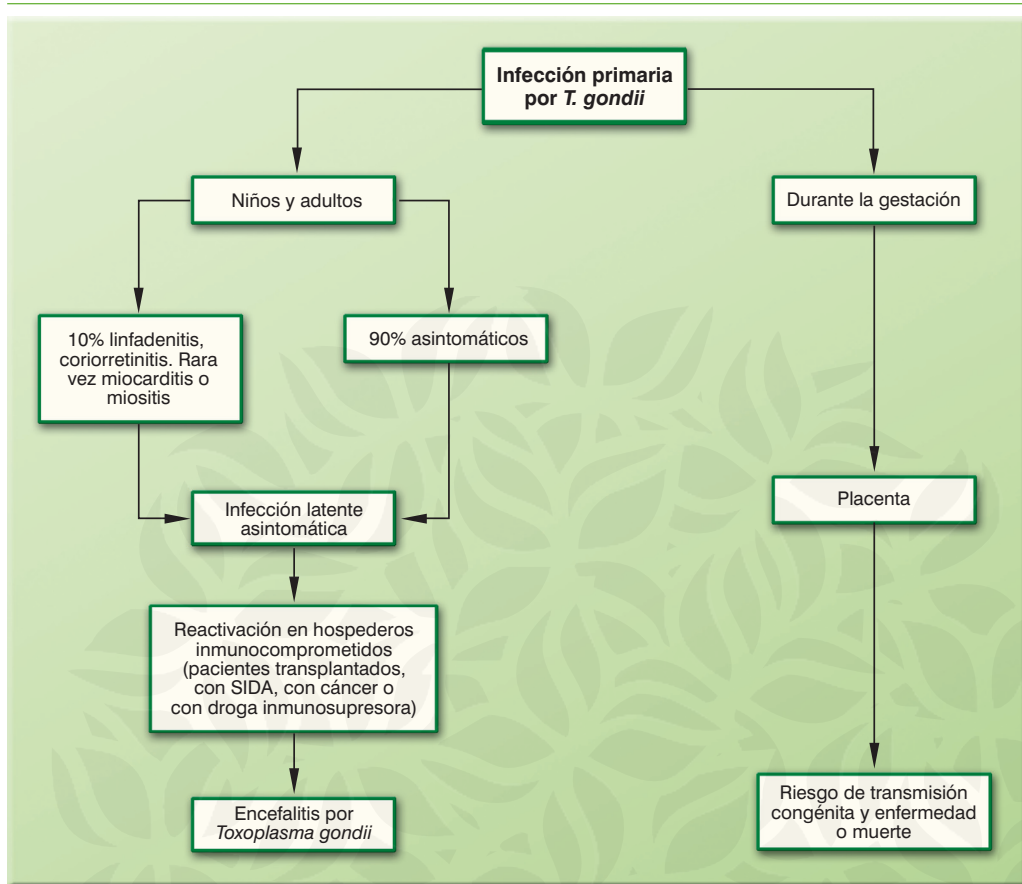 Infección primaria
por T. gondii
Niños y adultos
Durante la gestación
10% linfadenitis,
coriorretinitis. Rara
vez miocarditis o
miositis
90% asintomáticos
Infección latente
asintomática
Placenta
Reactivación en hospederos
inmunocomprometidos
(pacientes transplantados,
con SIDA, con cáncer o
con droga inmunosupresora)
Encefalitis por
Toxoplasma gondii
Riesgo de transmisión
congénita y enfermedad
o muerte